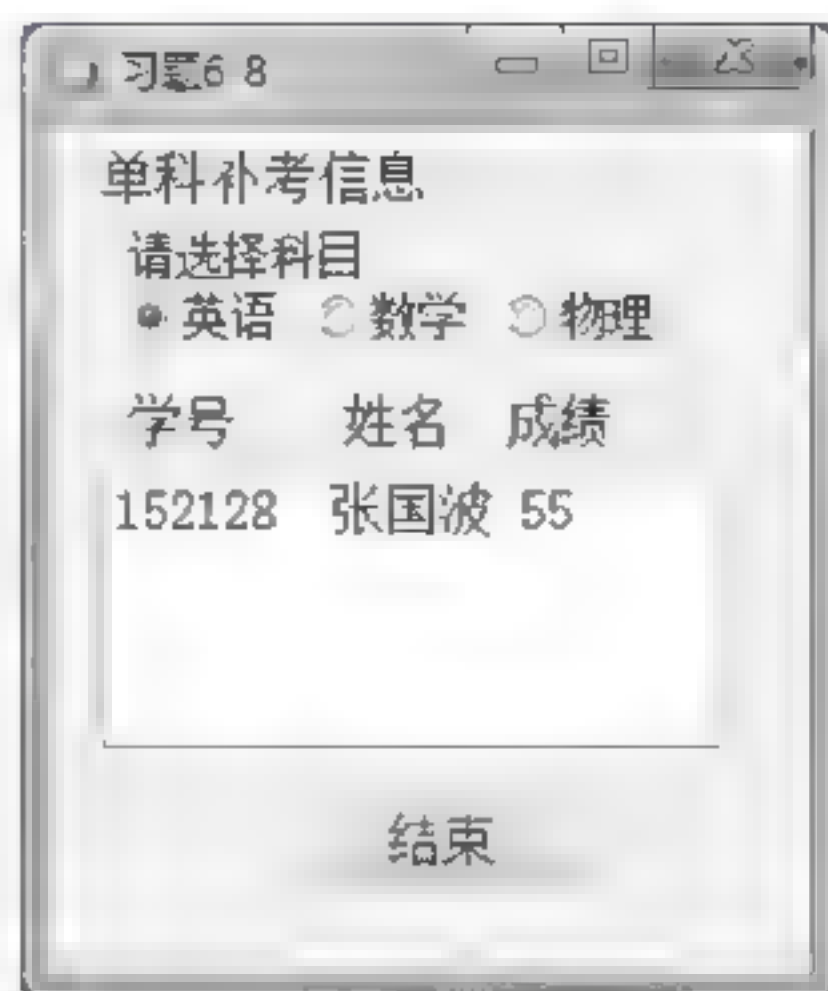 习题6 8
单科补考信息
请选择科目
英语 数学 物理
学号 姓名 成绩
152128 张国波 55
结束